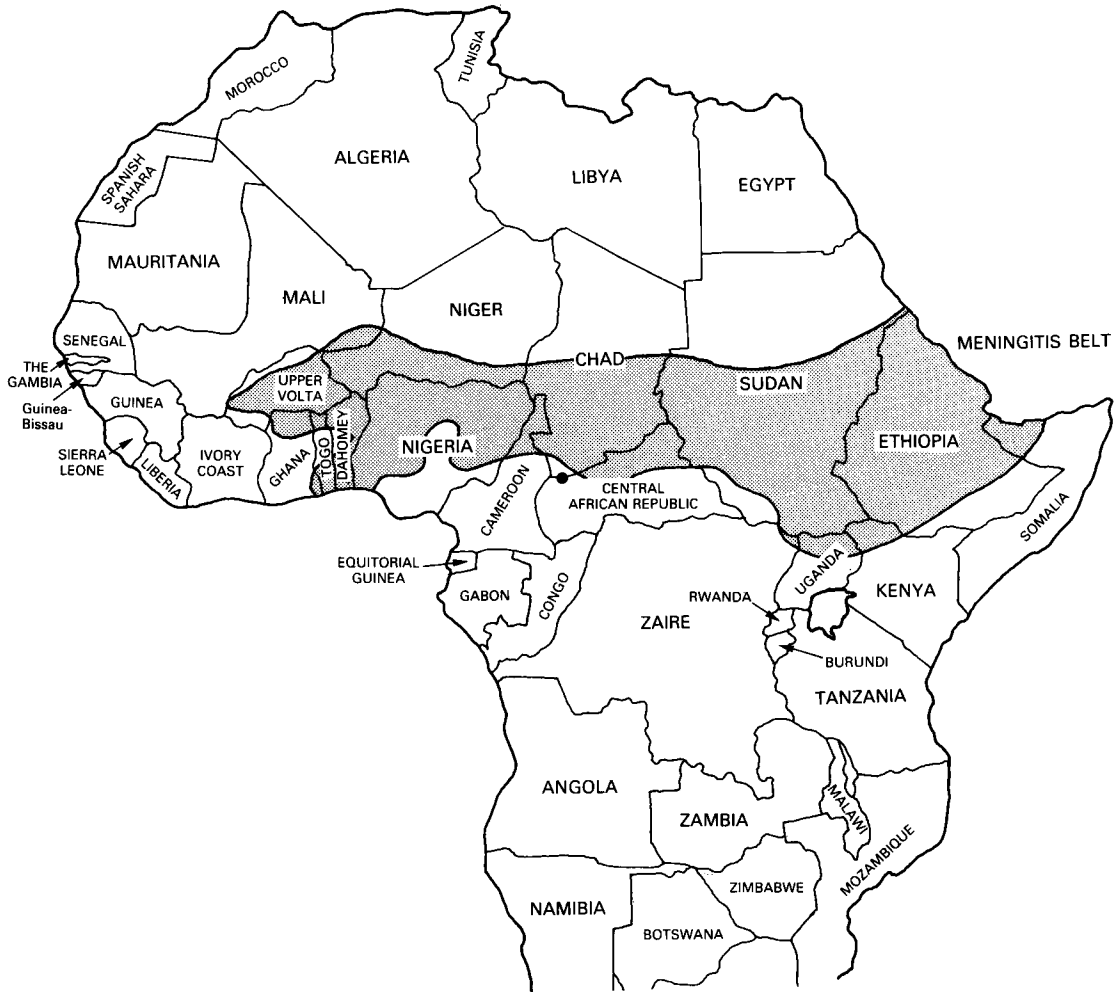 TUNISIA
MOROCCO
ALGERIA
LIBYA
EGYPT
SPANISH
SAHARA
MAURITANIA
MALI
NIGER
SENEGAL
THE
GAMBIA
Guinea-
Bissau
GUINEA
UPPER
VOLTA
CHAD
SUDAN
MENINGITIS BELT
SIERRA
LEONE
LIBERIA
IVORY
COAST
GHANA
TOGO
DAHOMEY
NIGERIA
ETHIOPIA
CAMEROON
CENTRAL
AFRICAN REPUBLIC
SOMALIA
EQUITORIAL
GUINEA
GABON
CONGO
UGANDA
KENYA
RWANDA
ZAIRE
BURUNDI
TANZANIA
ANGOLA
ZAMBIA
MALAWI
MOZAMBIQUE
ZIMBABWE
NAMIBIA
BOTSWANA